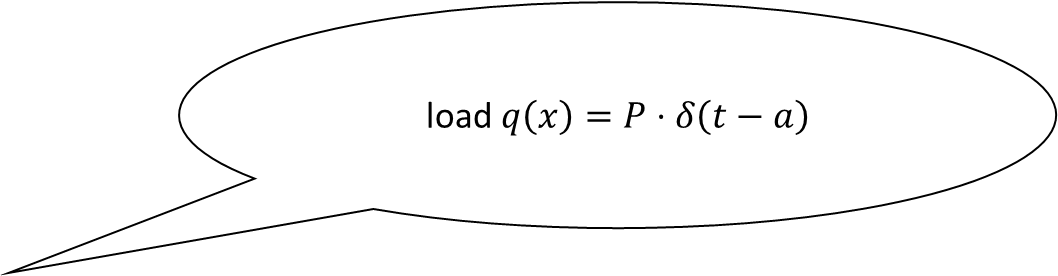 load q(x) = P · δ(t − a)